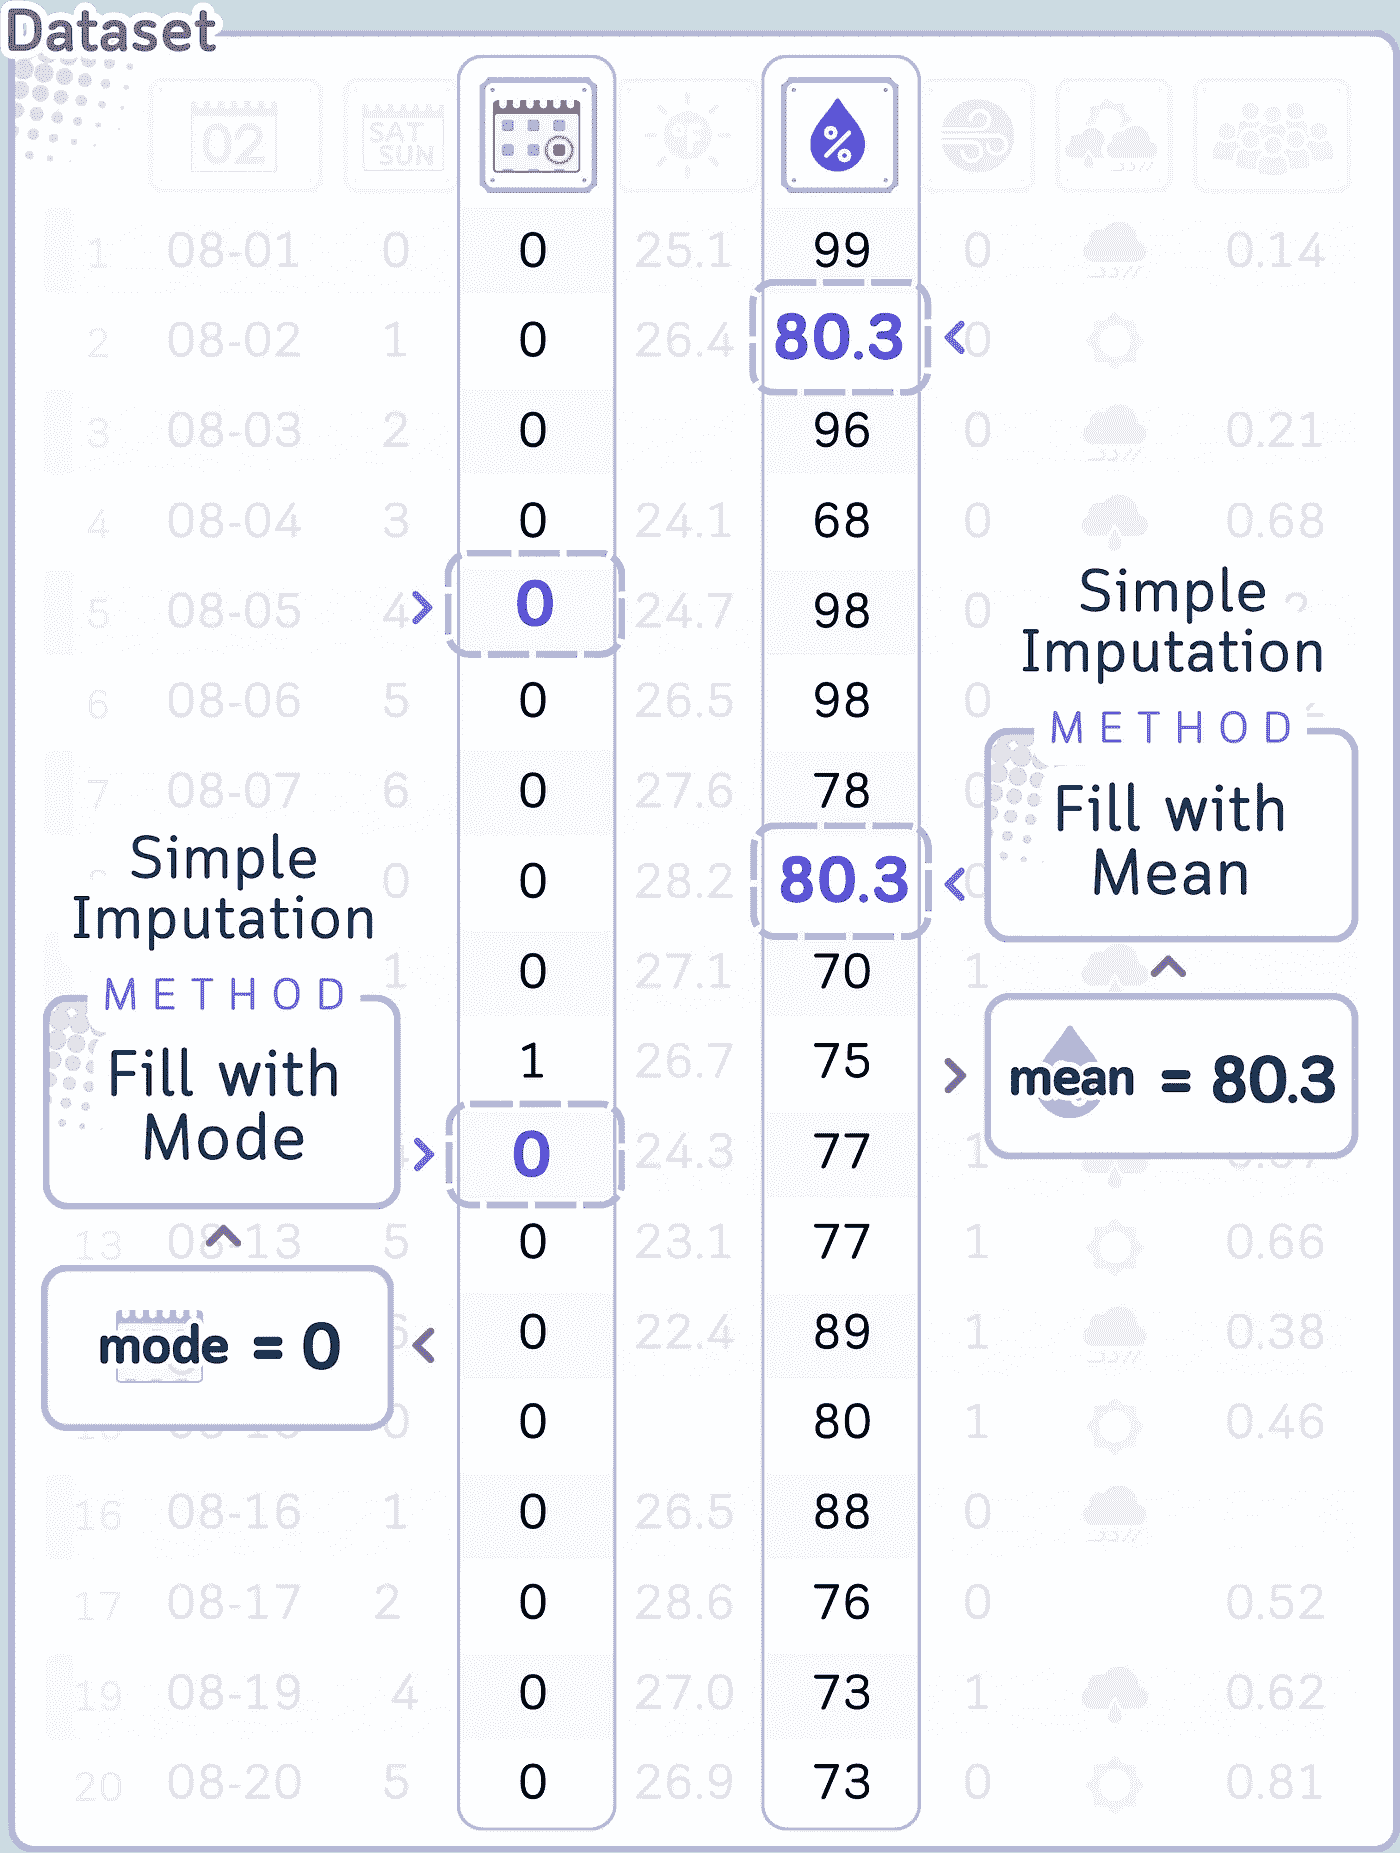 Dataset
02 SAT SUN %
1 08-01 0 0 25.1 99 0 0.14
2 08-02 1 0 26.4 80.3 0
3 08-03 2 0 96 0 0.21
4 08-04 3 0 24.1 68 0 0.68
5 08-05 4 0 24.7 98 0
6 08-06 5 0 26.5 98 0
7 08-07 6 0 27.6 78 0
0 0 28.2 80.3 0
1 0 27.1 70 1
1 26.7 75
0 24.3 77 1
13 08-13 5 0 23.1 77 1 0.66
6 0 22.4 89 1 0.38
0 0 80 1 0.46
16 08-16 1 0 26.5 88 0
17 08-17 2 0 28.6 76 0 0.52
19 08-19 4 0 27.0 73 1 0.62
20 08-20 5 0 26.9 73 0 0.81
Simple
Imputation
METHOD
Fill with
Mode
mode = 0
Simple
Imputation
METHOD
Fill with
Mean
mean = 80.3